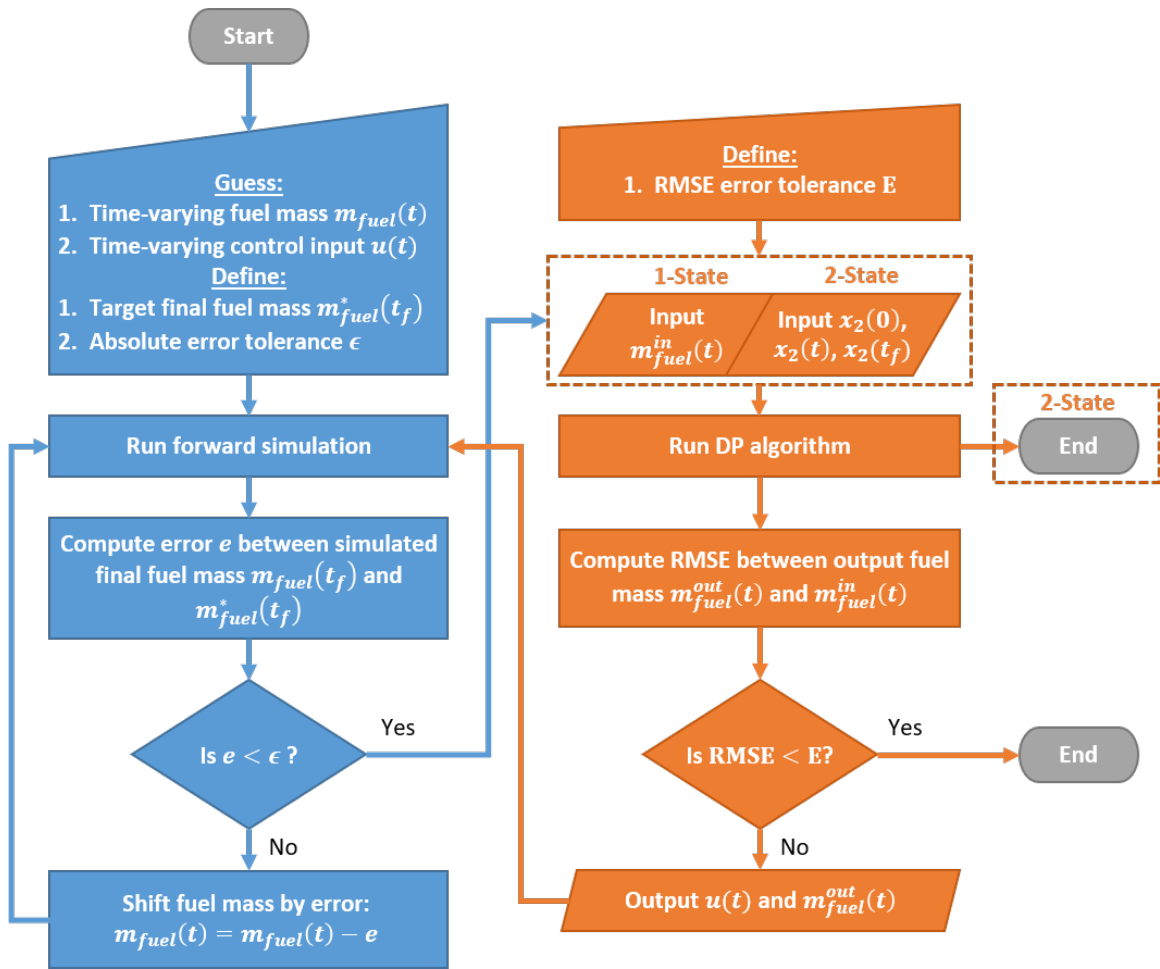 Start
Guess:
1. Time-varying fuel mass m_fuel(t)
2. Time-varying control input u(t)
Define:
1. Target final fuel mass m*_fuel(t_f)
2. Absolute error tolerance ϵ
Run forward simulation
Compute error e between simulated
final fuel mass m_fuel(t_f) and
m*_fuel(t_f)
Is e < ϵ ?
Yes
No
Shift fuel mass by error:
m_fuel(t) = m_fuel(t) − e
Define:
1. RMSE error tolerance E
1-State
2-State
Input
m^in_fuel(t)
Input x_2(0),
x_2(t), x_2(t_f)
Run DP algorithm
2-State
End
Compute RMSE between output fuel
mass m^out_fuel(t) and m^in_fuel(t)
Is RMSE < E?
Yes
End
No
Output u(t) and m^out_fuel(t)